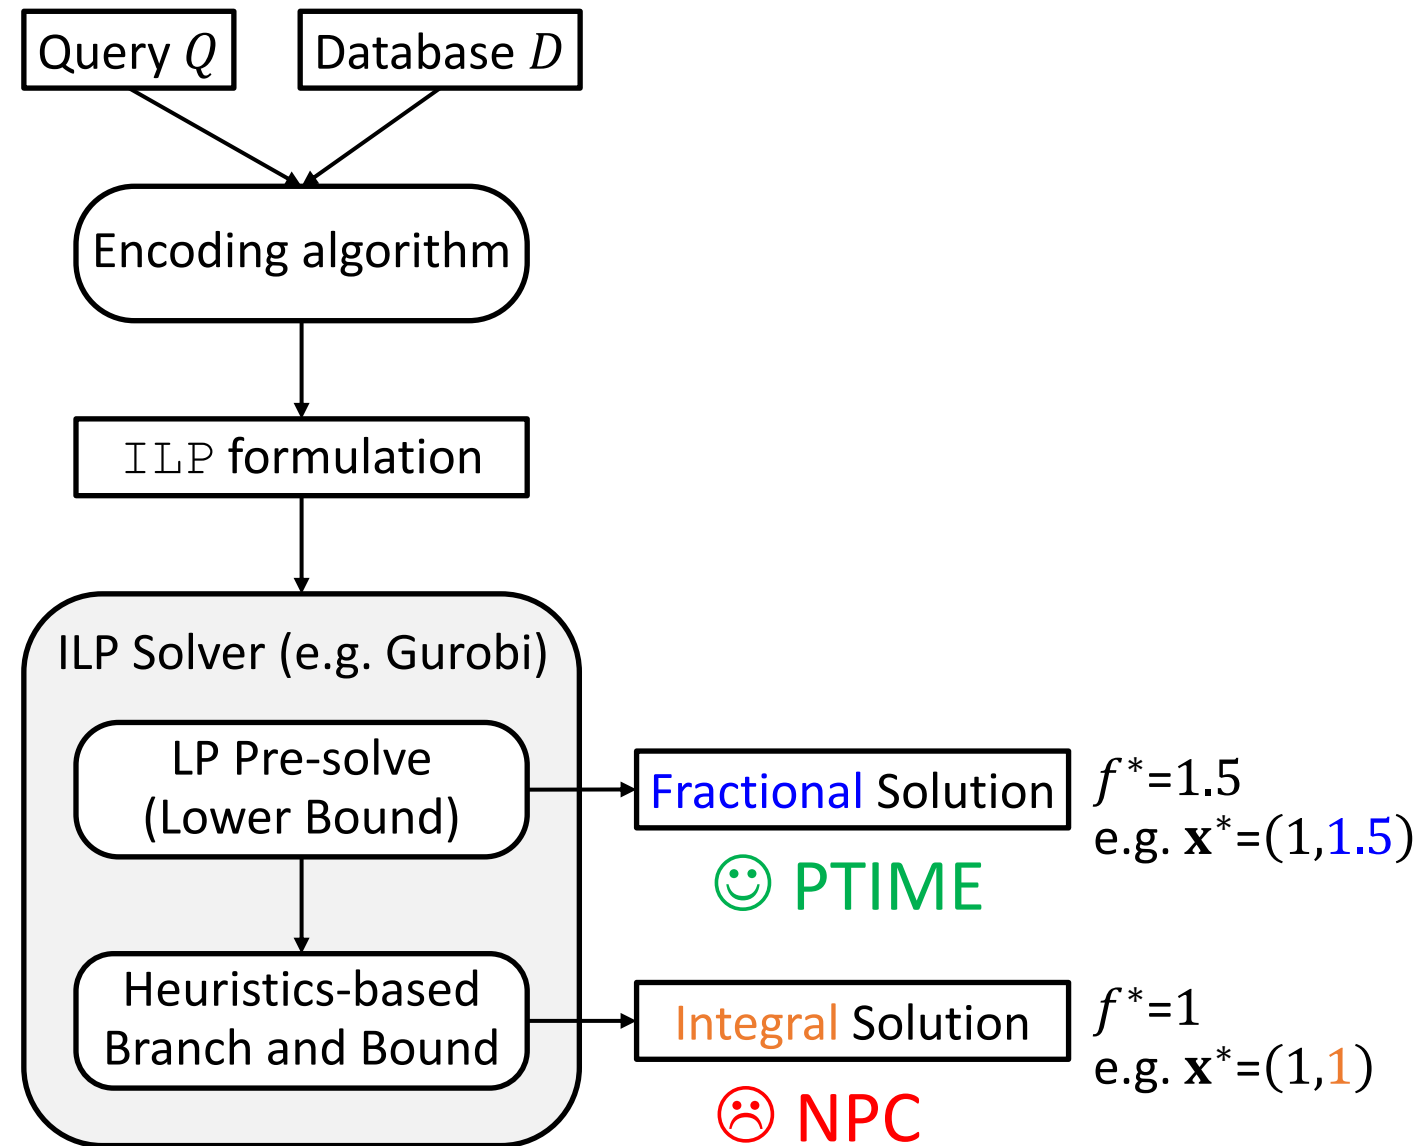 Query Q
Database D
Encoding algorithm
ILP formulation
ILP Solver (e.g. Gurobi)
LP Pre-solve
(Lower Bound)
Fractional Solution
f*=1.5
e.g. x*=(1,1.5)
PTIME
Heuristics-based
Branch and Bound
Integral Solution
f*=1
e.g. x*=(1,1)
NPC